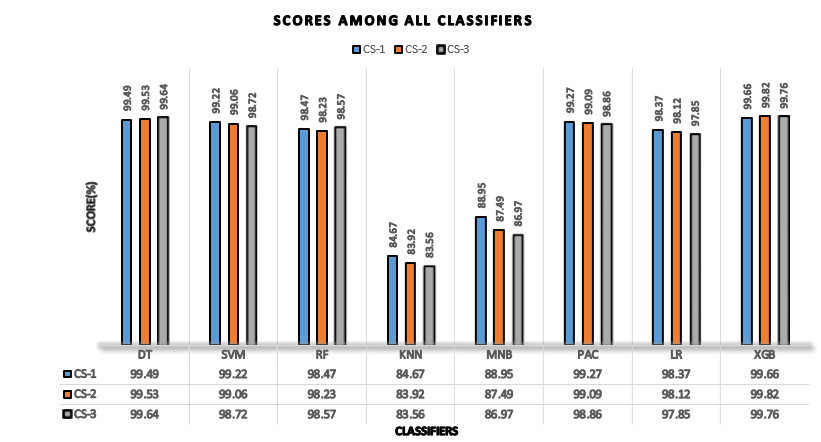 SCORES AMONG ALL CLASSIFIERS
CS-1 CS-2 CS-3
99.49 99.53 99.64 99.22 99.06 98.72 98.47 98.23 98.57 84.67 83.92 83.56 88.95 87.49 86.97 99.27 99.09 98.86 98.37 98.12 97.85 99.66 99.82 99.76
SCORE(%)
DT SVM RF KNN MNB PAC LR XGB
CS-1 99.49 99.22 98.47 84.67 88.95 99.27 98.37 99.66
CS-2 99.53 99.06 98.23 83.92 87.49 99.09 98.12 99.82
CS-3 99.64 98.72 98.57 83.56 86.97 98.86 97.85 99.76
CLASSIFIERS